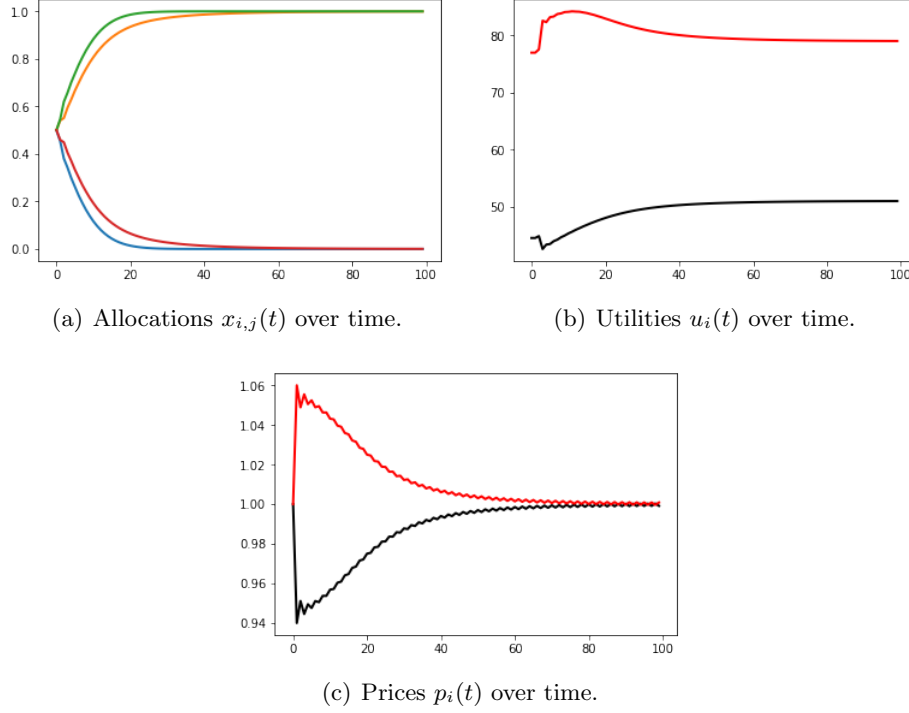 1.0
0.8
0.6
0.4
0.2
0.0
0 20 40 60 80 100
(a) Allocations x_{i,j}(t) over time.
80
70
60
50
0 20 40 60 80 100
(b) Utilities u_i(t) over time.
1.06
1.04
1.02
1.00
0.98
0.96
0.94
0 20 40 60 80 100
(c) Prices p_i(t) over time.